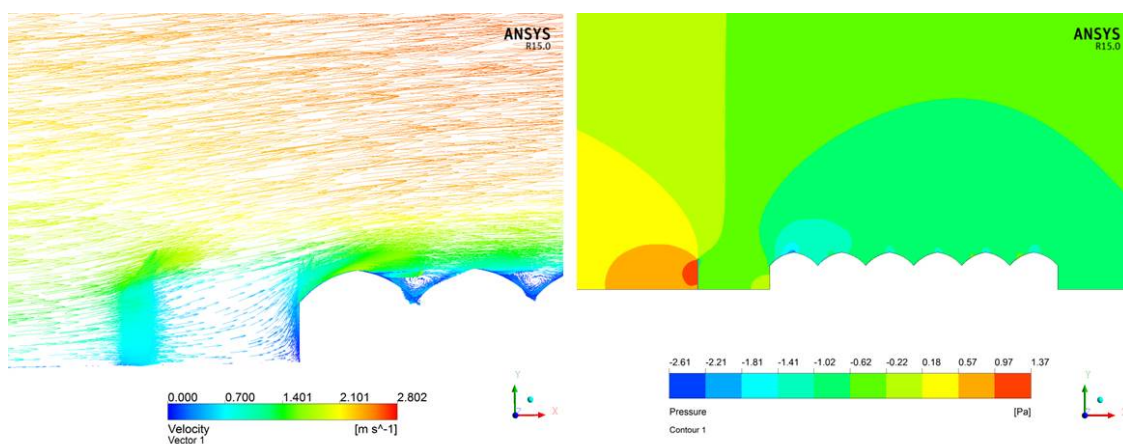 ANSYS
R15.0
0.000 0.700 1.401 2.101 2.802
Velocity
Vector 1
[m s^-1]
Y
Z
X
ANSYS
R15.0
-2.61 -2.21 -1.81 -1.41 -1.02 -0.62 -0.22 0.18 0.57 0.97 1.37
Pressure
Contour 1
[Pa]
Y